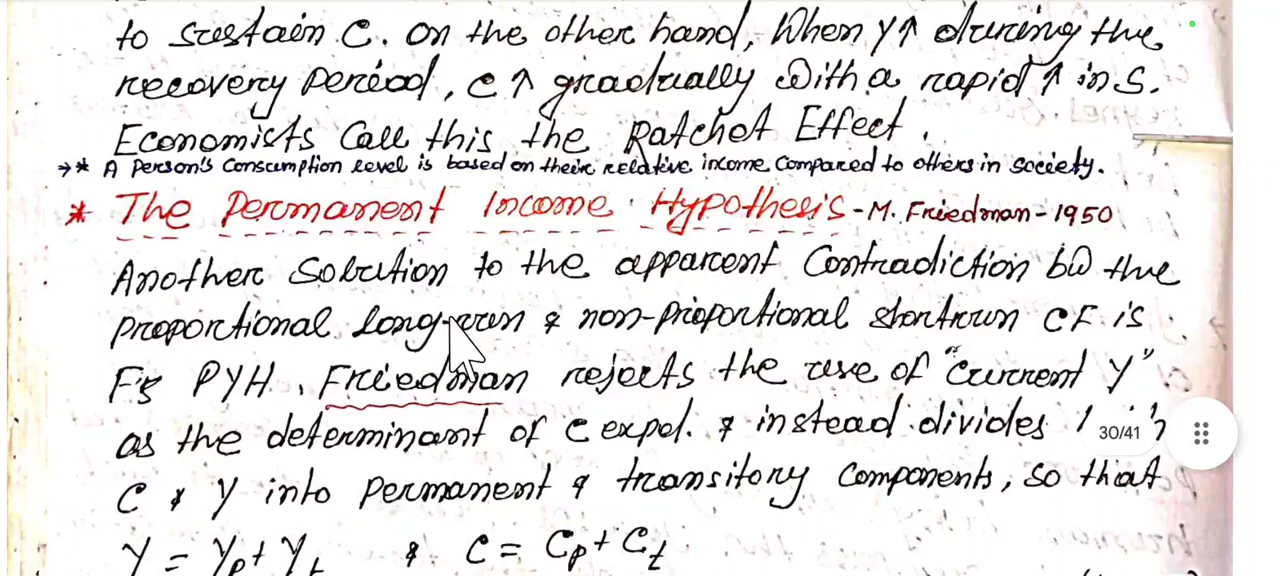 to sustain C. On the other hand, When Y↑ during the
recovery period, C↑ gradually with a rapid ↑ in S.
Economists Call this the Ratchet Effect.
→* A person's Consumption level is based on their relative income compared to others in society.
* The Permanent Income Hypothesis - M. Friedman - 1950
Another Solution to the apparent Contradiction b/w the
proportional long-run & non-proportional shortrun CF is
F's PYH. Friedman rejects the use of "Current Y"
as the determinant of C expd. & instead divides
30/41
C & Y into permanent & transitory Components, so that
Y = Yp + Yt & C = Cp + Ct